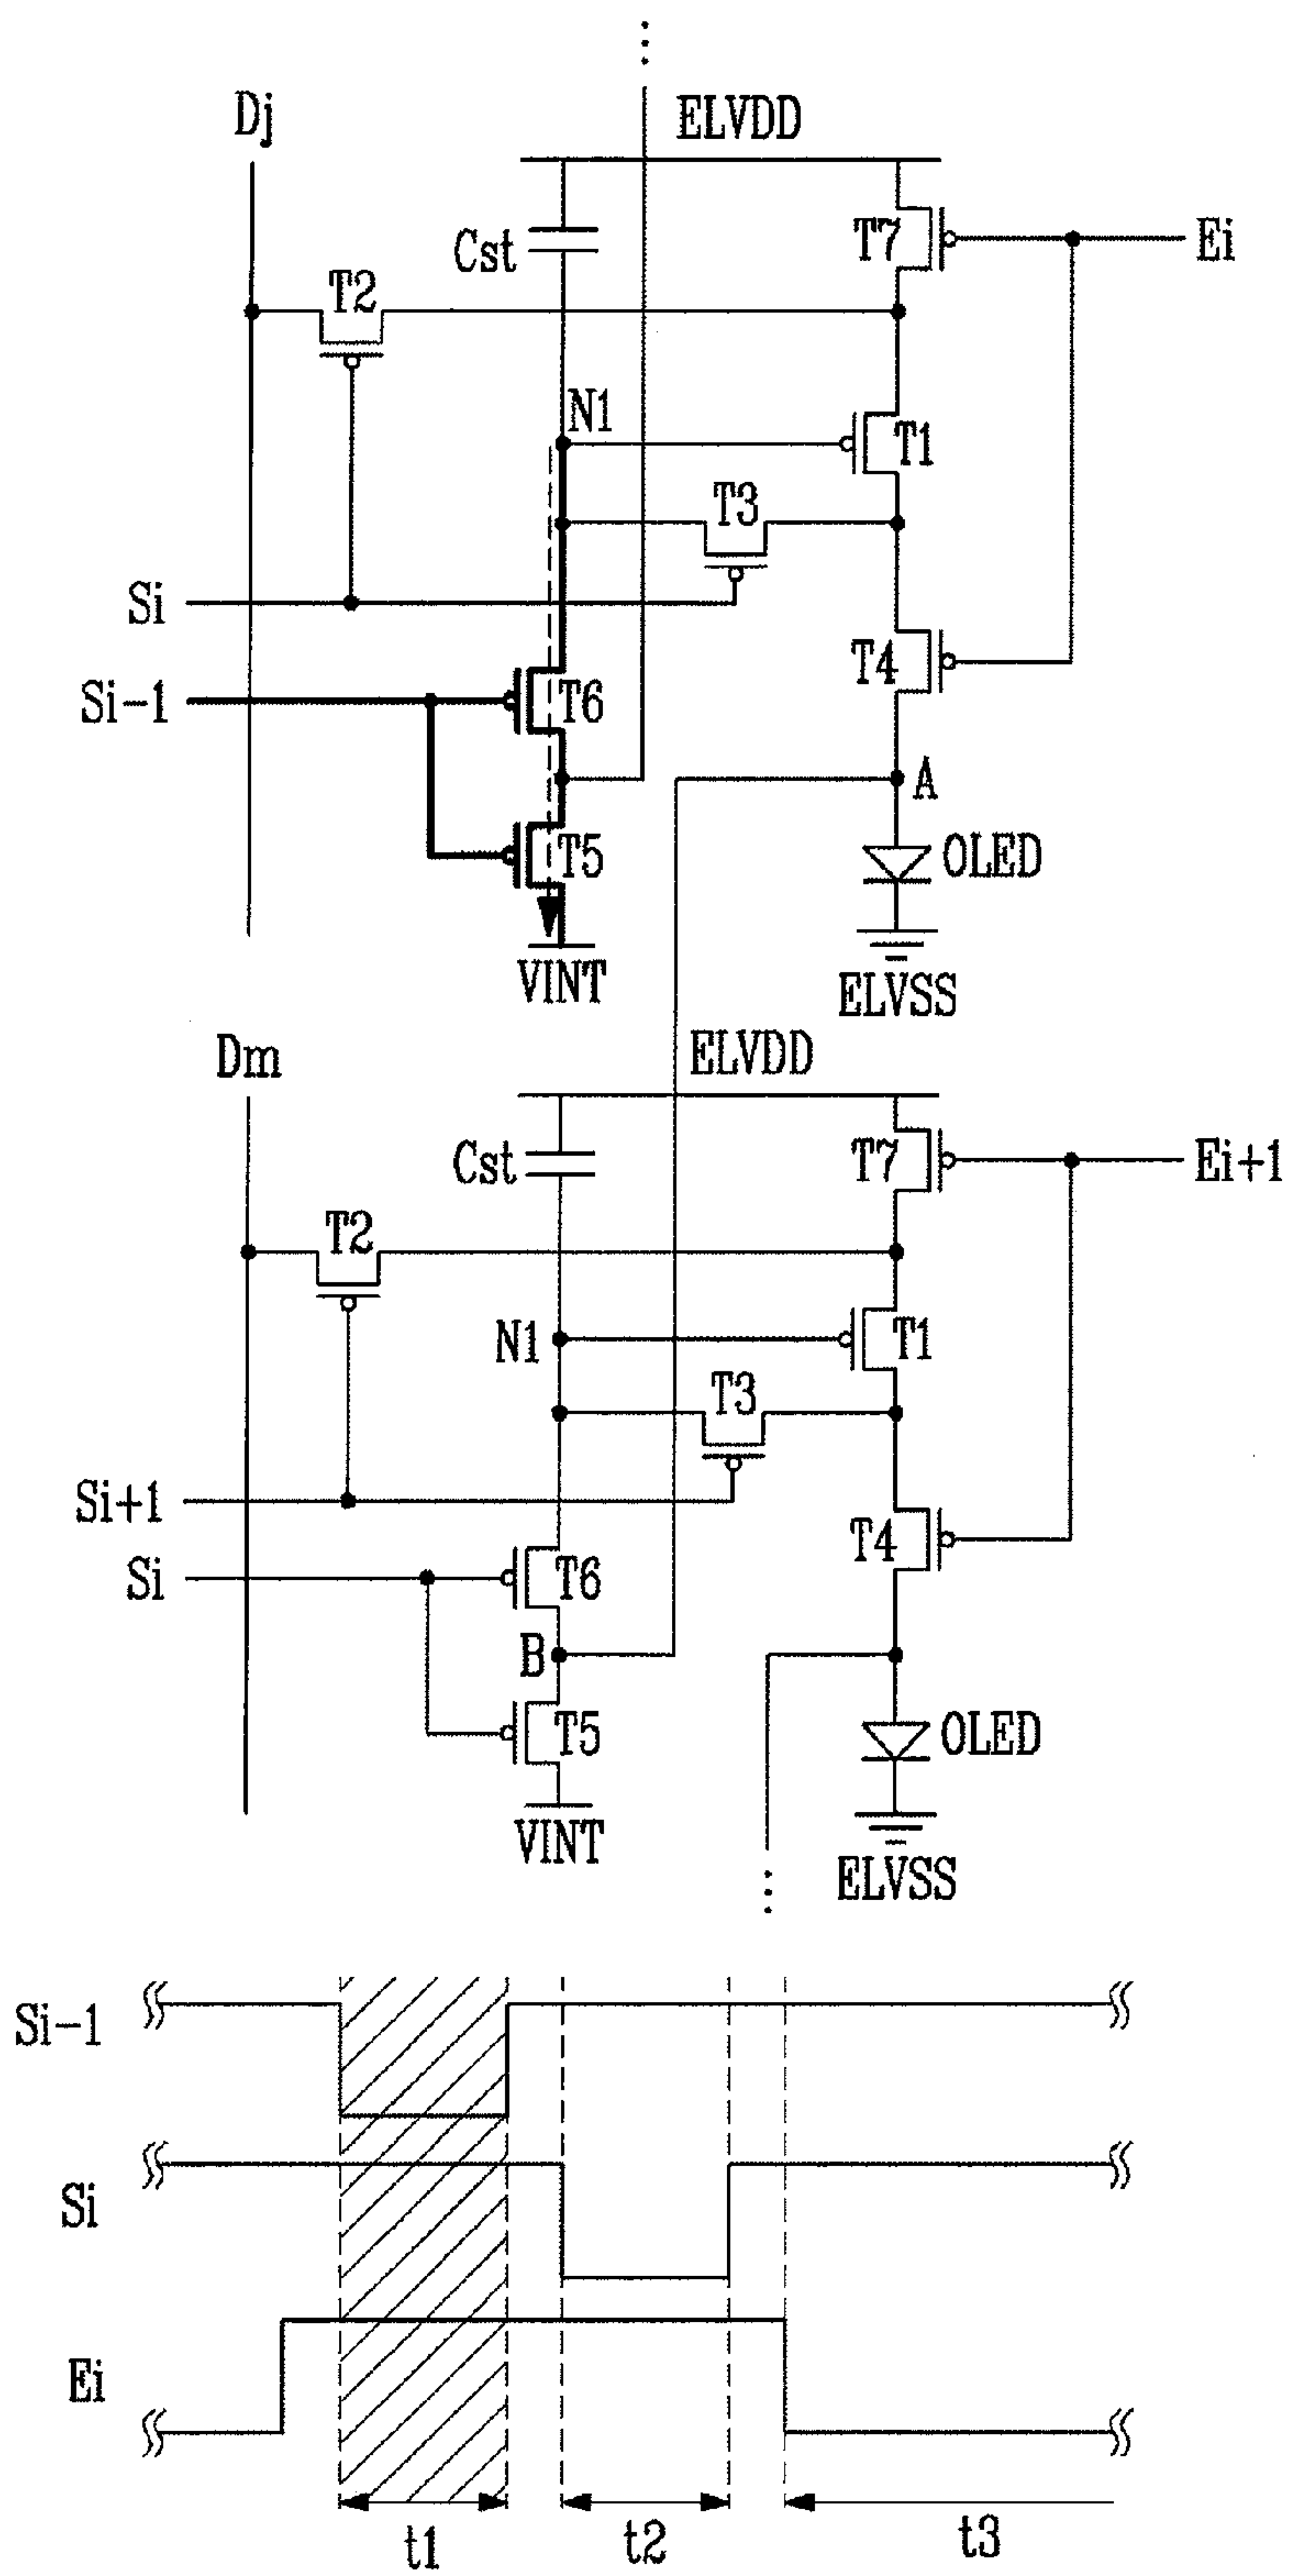 Dj
ELVDD
Cst
T7
Ei
T2
N1
T1
T3
Si
T4
Si-1
T6
A
T5
OLED
VINT
ELVSS
Dm
ELVDD
Cst
T7
Ei+1
T2
N1
T1
T3
Si+1
T4
Si
T6
B
T5
OLED
VINT
ELVSS
Si-1
Si
Ei
t1
t2
t3